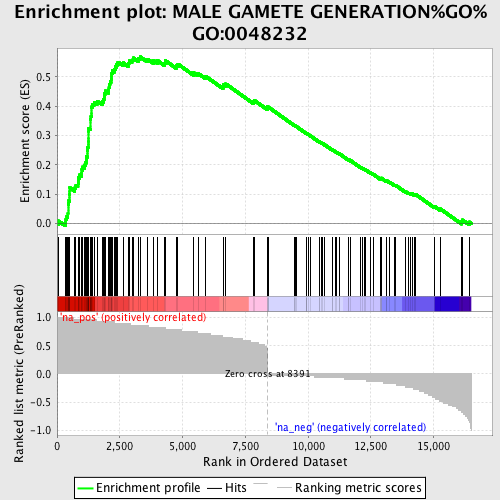 Enrichment plot: MALE GAMETE GENERATION%GO%
GO:0048232
Enrichment score (ES)
0.5
0.4
0.3
0.2
0.1
0.0
Ranked list metric (PreRanked)
1.0
0.5
0.0
-0.5
-1.0
'na_pos' (positively correlated)
Zero cross at 8391
'na_neg' (negatively correlated)
0
2,500
5,000
7,500
10,000
12,500
15,000
Rank in Ordered Dataset
Enrichment profile
Hits
Ranking metric scores